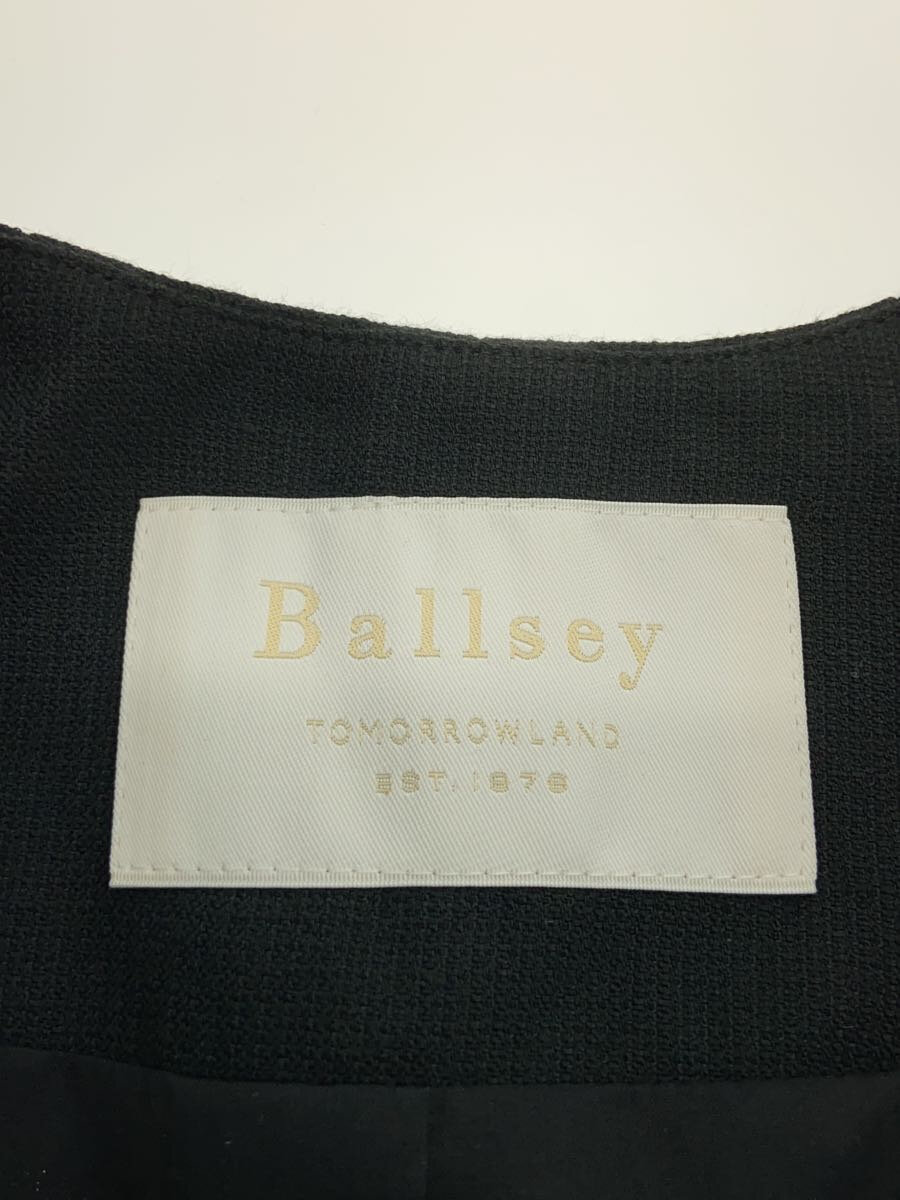 Ballsey
TOMORROWLAND
EST. 1978